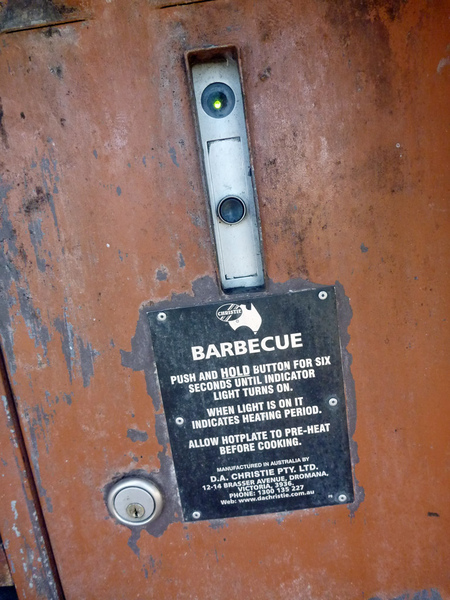 CHRISTIE
BARBECUE
PUSH AND HOLD BUTTON FOR SIX
SECONDS UNTIL INDICATOR
LIGHT TURNS ON.
WHEN LIGHT IS ON IT
INDICATES HEATING PERIOD.
ALLOW HOTPLATE TO PRE-HEAT
BEFORE COOKING.
MANUFACTURED IN AUSTRALIA BY
D.A. CHRISTIE PTY. LTD.
12-14 BRASSER AVENUE, DROMANA,
VICTORIA, 3936.
PHONE: 1300 135 227
Web: www.dachristie.com.au